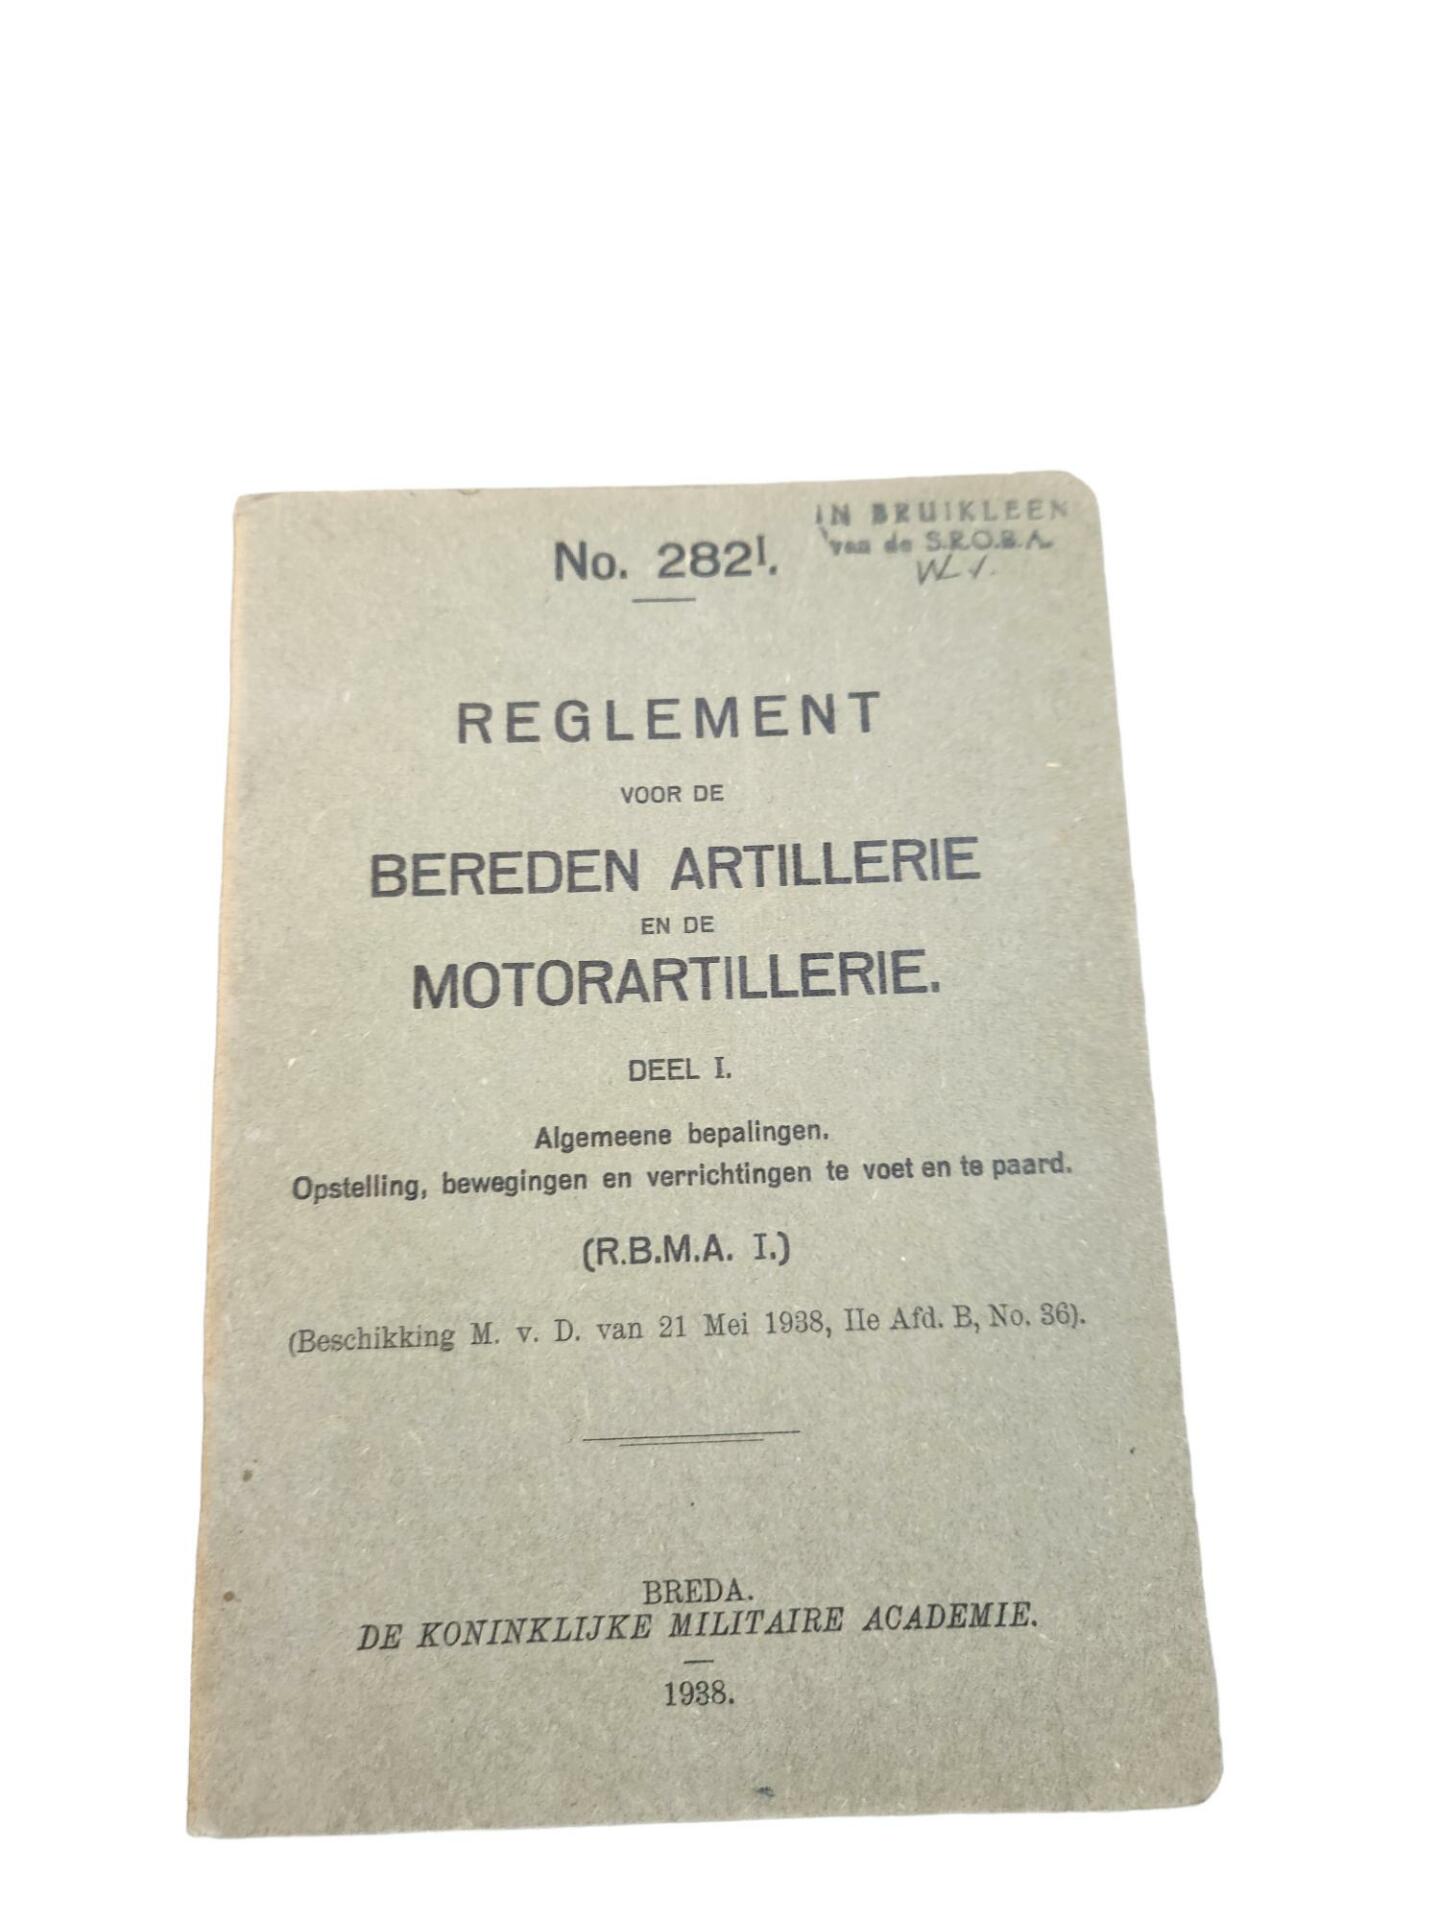 IN BRUIKLEEN
van de S.R.O.B.A.
No. 282I.
REGLEMENT
VOOR DE
BEREDEN ARTILLERIE
EN DE
MOTORARTILLERIE.
DEEL I.
Algemeene bepalingen.
Opstelling, bewegingen en verrichtingen te voet en te paard.
(R.B.M.A. I.)
(Beschikking M. v. D. van 21 Mei 1938, IIe Afd. B, No. 36).
BREDA.
DE KONINKLIJKE MILITAIRE ACADEMIE.
1938.